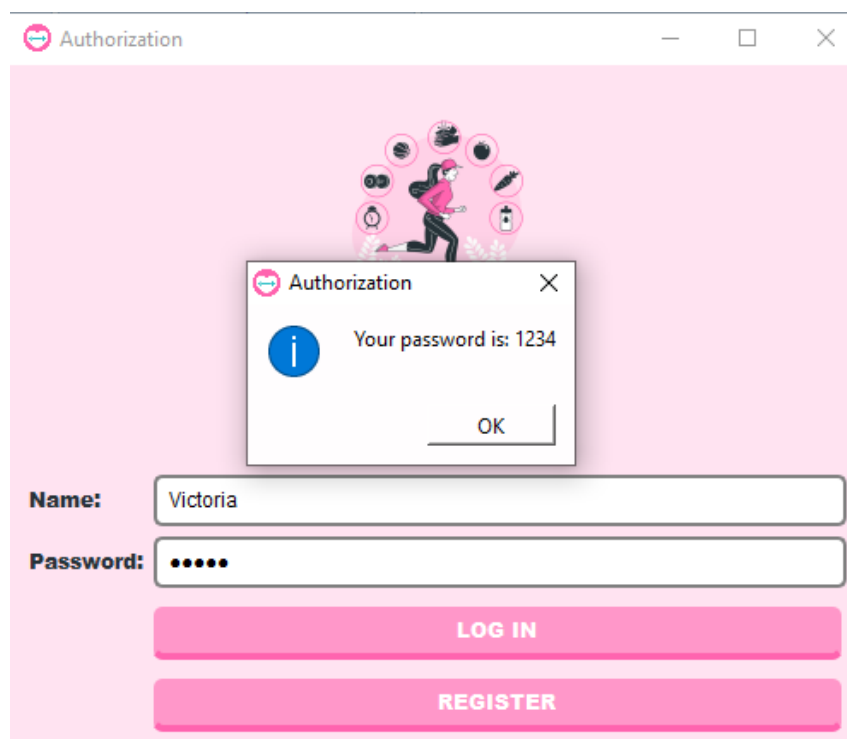 Authorization
Authorization
Your password is: 1234
OK
Name: Victoria
Password: •••••
LOG IN
REGISTER